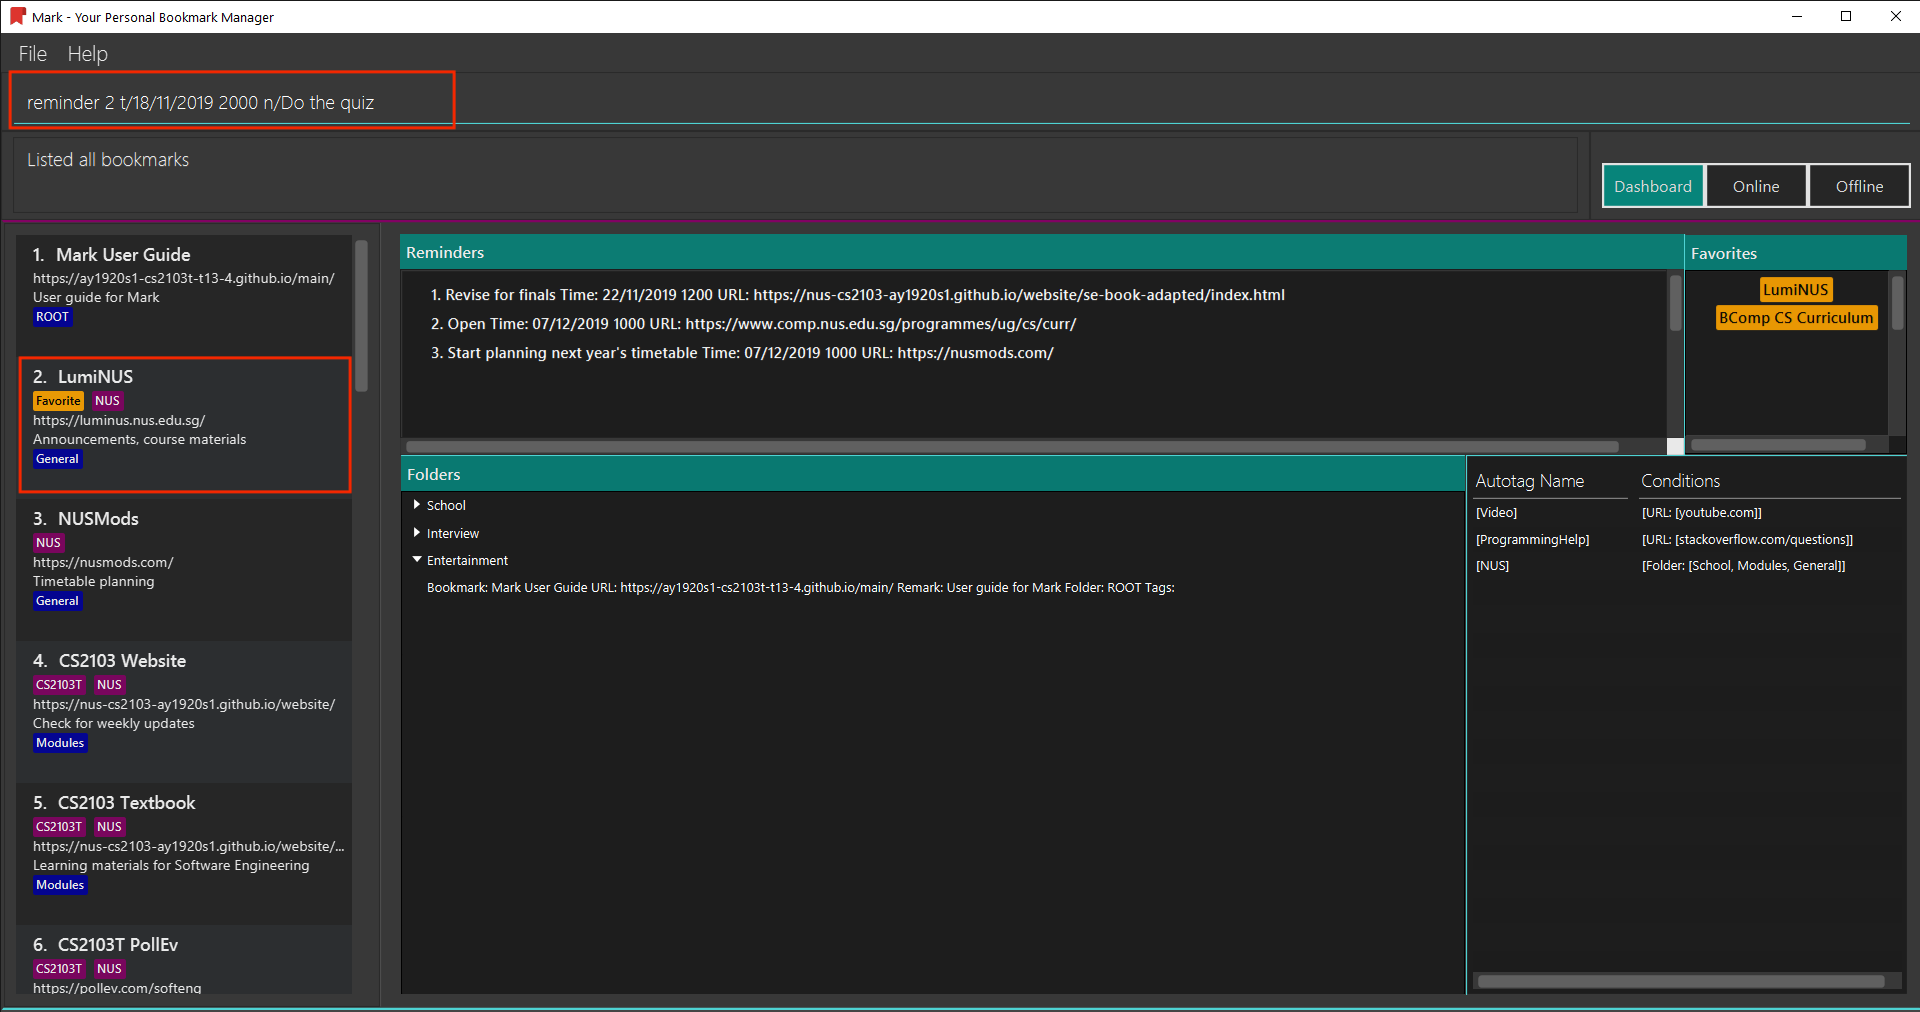 Mark - Your Personal Bookmark Manager
File Help
reminder 2 t/18/11/2019 2000 n/Do the quiz
Listed all bookmarks
Dashboard Online Offline
1. Mark User Guide
https://ay1920s1-cs2103t-t13-4.github.io/main/
User guide for Mark
ROOT
2. LumiNUS
Favorite NUS
https://luminus.nus.edu.sg/
Announcements, course materials
General
3. NUSMods
NUS
https://nusmods.com/
Timetable planning
General
4. CS2103 Website
CS2103T NUS
https://nus-cs2103-ay1920s1.github.io/website/
Check for weekly updates
Modules
5. CS2103 Textbook
CS2103T NUS
https://nus-cs2103-ay1920s1.github.io/website/...
Learning materials for Software Engineering
Modules
6. CS2103T PollEv
CS2103T NUS
https://pollev.com/softeng
Reminders
1. Revise for finals Time: 22/11/2019 1200 URL: https://nus-cs2103-ay1920s1.github.io/website/se-book-adapted/index.html
2. Open Time: 07/12/2019 1000 URL: https://www.comp.nus.edu.sg/programmes/ug/cs/curr/
3. Start planning next year's timetable Time: 07/12/2019 1000 URL: https://nusmods.com/
Favorites
LumiNUS
BComp CS Curriculum
Folders
School
Interview
Entertainment
Bookmark: Mark User Guide URL: https://ay1920s1-cs2103t-t13-4.github.io/main/ Remark: User guide for Mark Folder: ROOT Tags:
Autotag Name Conditions
[Video] [URL: [youtube.com]]
[ProgrammingHelp] [URL: [stackoverflow.com/questions]]
[NUS] [Folder: [School, Modules, General]]